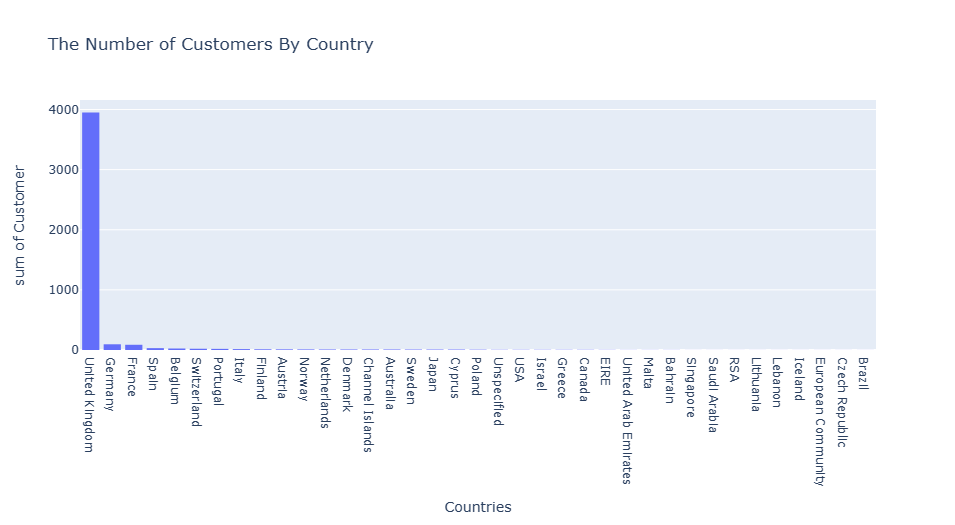 The Number of Customers By Country
sum of Customer
4000
3000
2000
1000
0
United Kingdom
Germany
France
Spain
Belgium
Switzerland
Portugal
Italy
Finland
Austria
Norway
Netherlands
Denmark
Channel Islands
Australia
Sweden
Japan
Cyprus
Poland
Unspecified
USA
Israel
Greece
Canada
EIRE
United Arab Emirates
Malta
Bahrain
Singapore
Saudi Arabia
RSA
Lithuania
Lebanon
Iceland
European Community
Czech Republic
Brazil
Countries